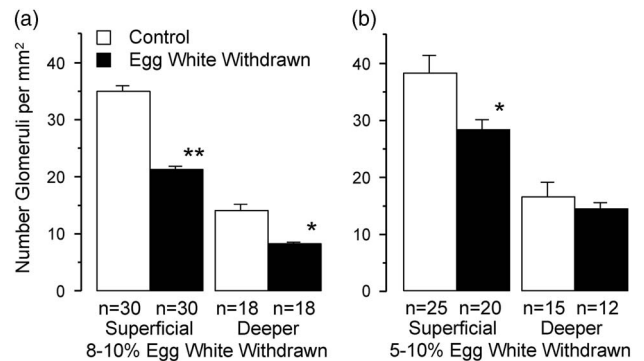 (a)
Control
Egg White Withdrawn
Number Glomeruli per mm²
40
30
20
10
0
**
*
n=30 n=30 n=18 n=18
Superficial Deeper
8-10% Egg White Withdrawn
(b)
40
30
20
10
0
*
n=25 n=20 n=15 n=12
Superficial Deeper
5-10% Egg White Withdrawn